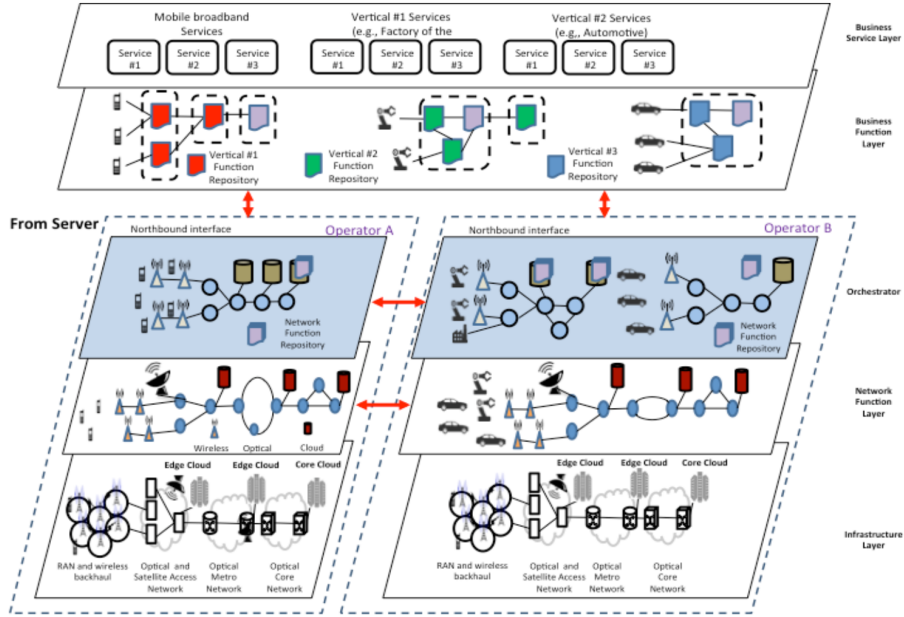 Mobile broadband
Services
Vertical #1 Services
(e.g., Factory of the
Vertical #2 Services
(e.g,, Automotive)
Business
Service Layer
Service
#1
Service
#2
Service
#3
Service
#1
Service
#2
Service
#3
Service
#1
Service
#2
Service
#3
Business
Function
Layer
Vertical #1
Function
Repository
Vertical #2
Function
Repository
Vertical #3
Function
Repository
From Server
Northbound interface
Operator A
Northbound interface
Operator B
Orchestrator
Network
Function
Repository
Network
Function
Repository
Network
Function
Layer
Wireless
Optical
Cloud
Edge Cloud
Edge Cloud
Core Cloud
Edge Cloud
Edge Cloud
Core Cloud
Infrastructure
Layer
RAN and wireless
backhaul
Optical and
Satellite Access
Network
Optical
Metro
Network
Optical
Core
Network
RAN and wireless
backhaul
Optical and
Satellite Access
Network
Optical
Metro
Network
Optical
Core
Network